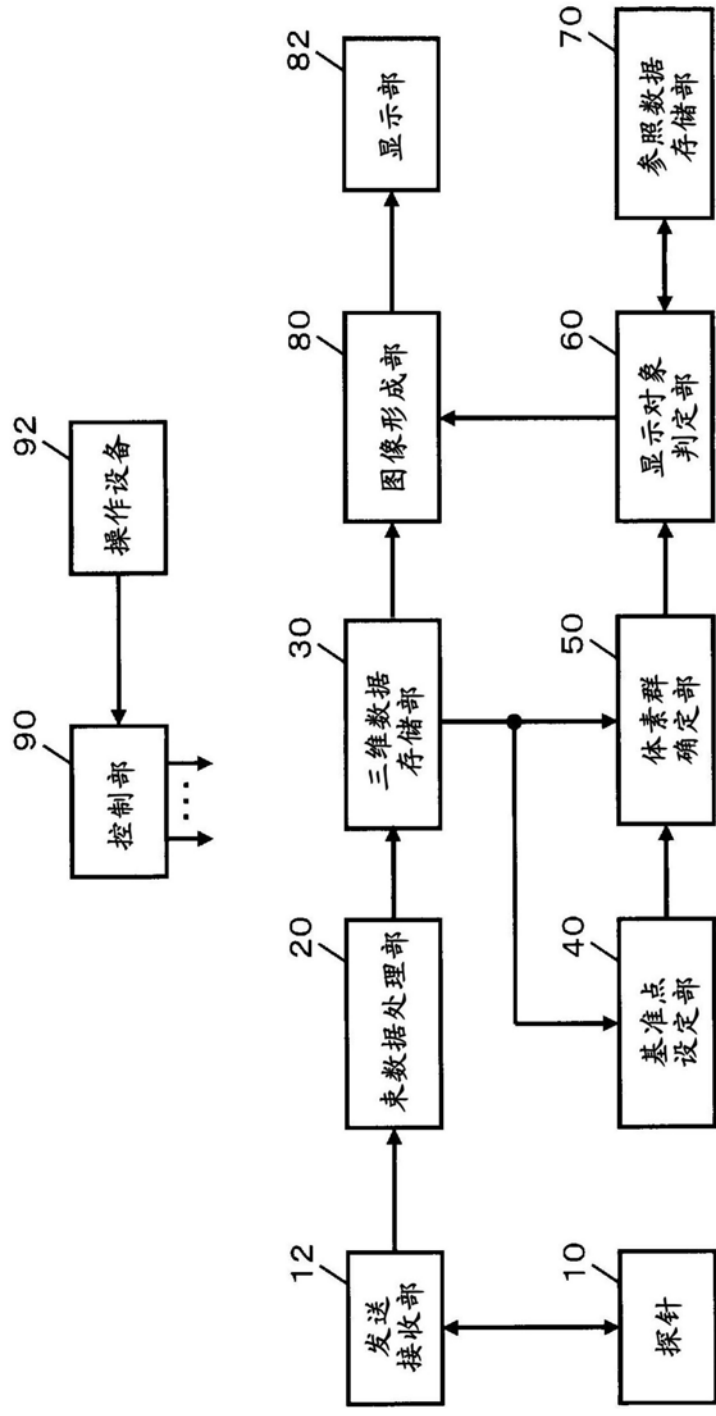 92
操作设备
90
控制部
···
12
发送
接收部
20
束数据处理部
30
三维数据
存储部
80
图像形成部
82
显示部
10
探针
40
基准点
设定部
50
体素群
确定部
60
显示对象
判定部
70
参照数据
存储部